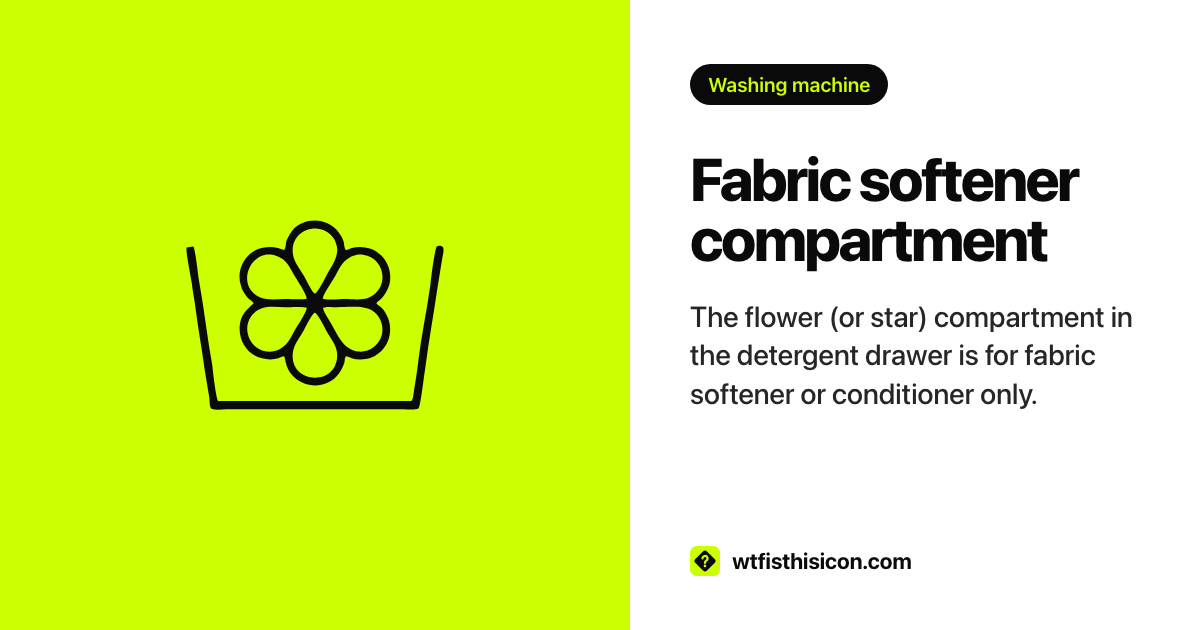 Washing machine
Fabric softener
compartment
The flower (or star) compartment in
the detergent drawer is for fabric
softener or conditioner only.
?
wtfisthisicon.com